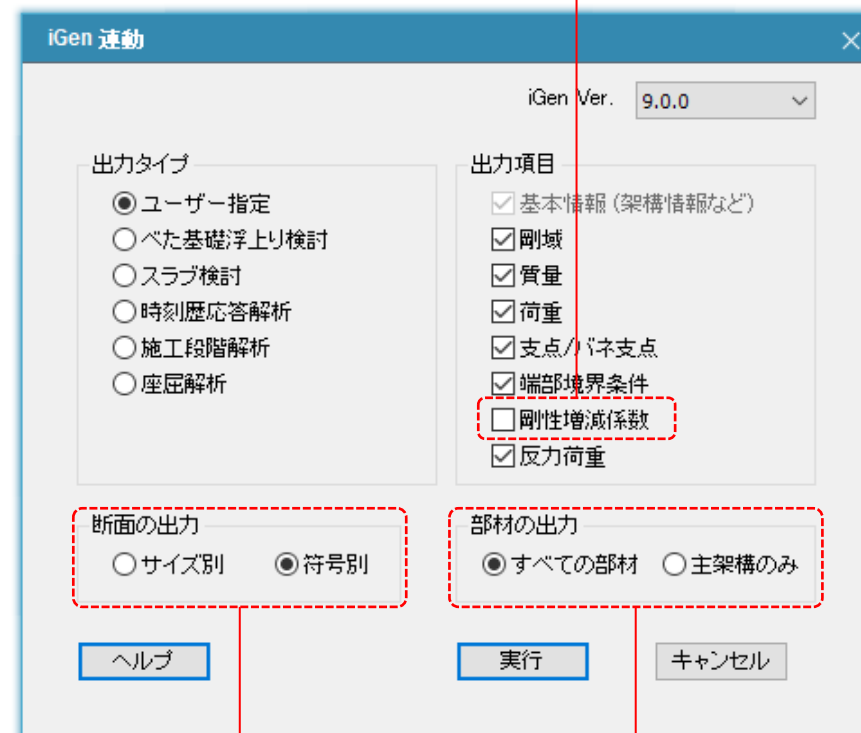 iGen 連動
iGen Ver. 9.0.0
出力タイプ
ユーザー指定
べた基礎浮上り検討
スラブ検討
時刻歴応答解析
施工段階解析
座屈解析
出力項目
基本情報 (架構情報など)
剛域
質量
荷重
支点/バネ支点
端部境界条件
剛性増減係数
反力荷重
断面の出力
サイズ別 符号別
部材の出力
すべての部材 主架構のみ
ヘルプ 実行 キャンセル